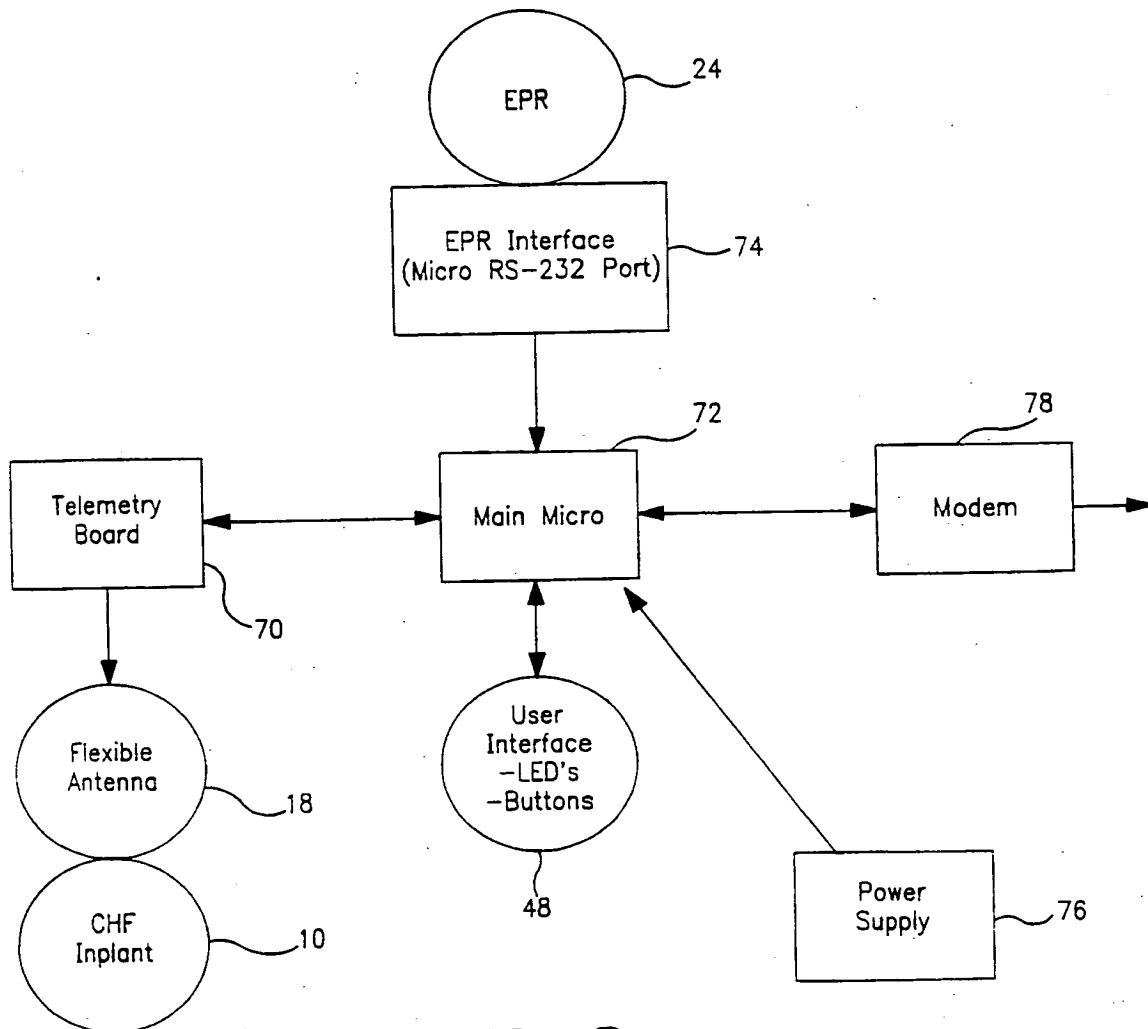 EPR
24
EPR Interface
(Micro RS-232 Port)
74
72
78
Telemetry
Board
Main Micro
Modem
70
Flexible
Antenna
18
User
Interface
-LED's
-Buttons
48
CHF
Inplant
10
Power
Supply
76